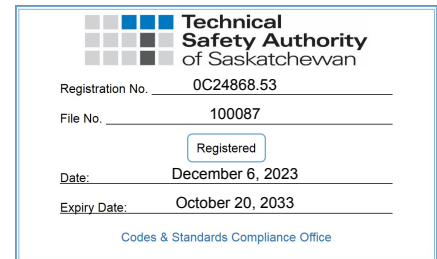 Technical
Safety Authority
of Saskatchewan
Registration No. 0C24868.53
File No. 100087
Registered
Date: December 6, 2023
Expiry Date: October 20, 2033
Codes & Standards Compliance Office